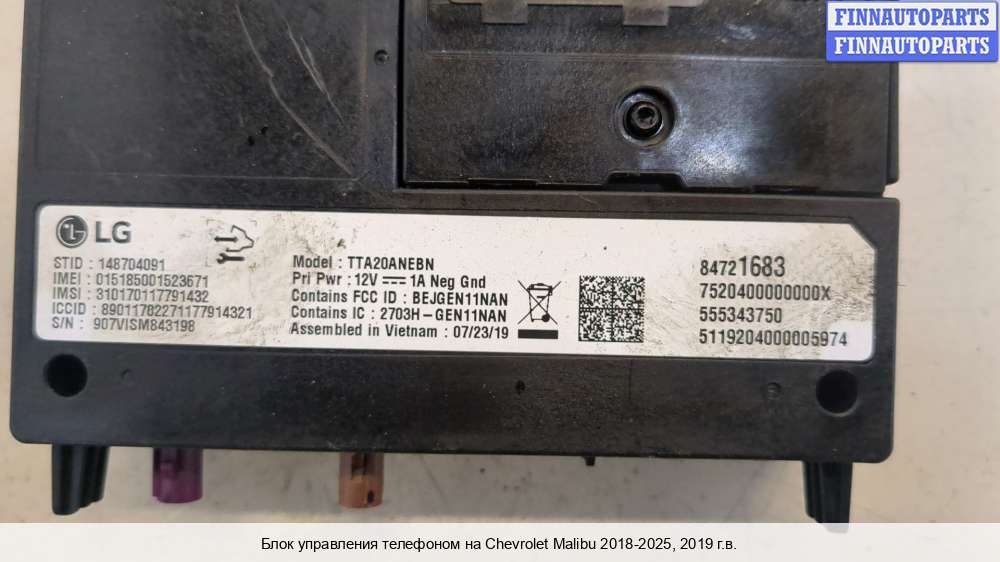 FINNAUTOPARTS
FINNAUTOPARTS
LG
STID : 148704091
IMEI : 015185001523671
IMSI : 310170117791432
ICCID : 89011702271177914321
S/N : 907VISM843198
Model : TTA20ANEBN
Pri Pwr : 12V 1A Neg Gnd
Contains FCC ID : BEJGEN11NAN
Contains IC : 2703H-GEN11NAN
Assembled in Vietnam : 07/23/19
84721683
7520400000000X
555343750
5119204000005974
Блок управления телефоном на Chevrolet Malibu 2018-2025, 2019 г.в.